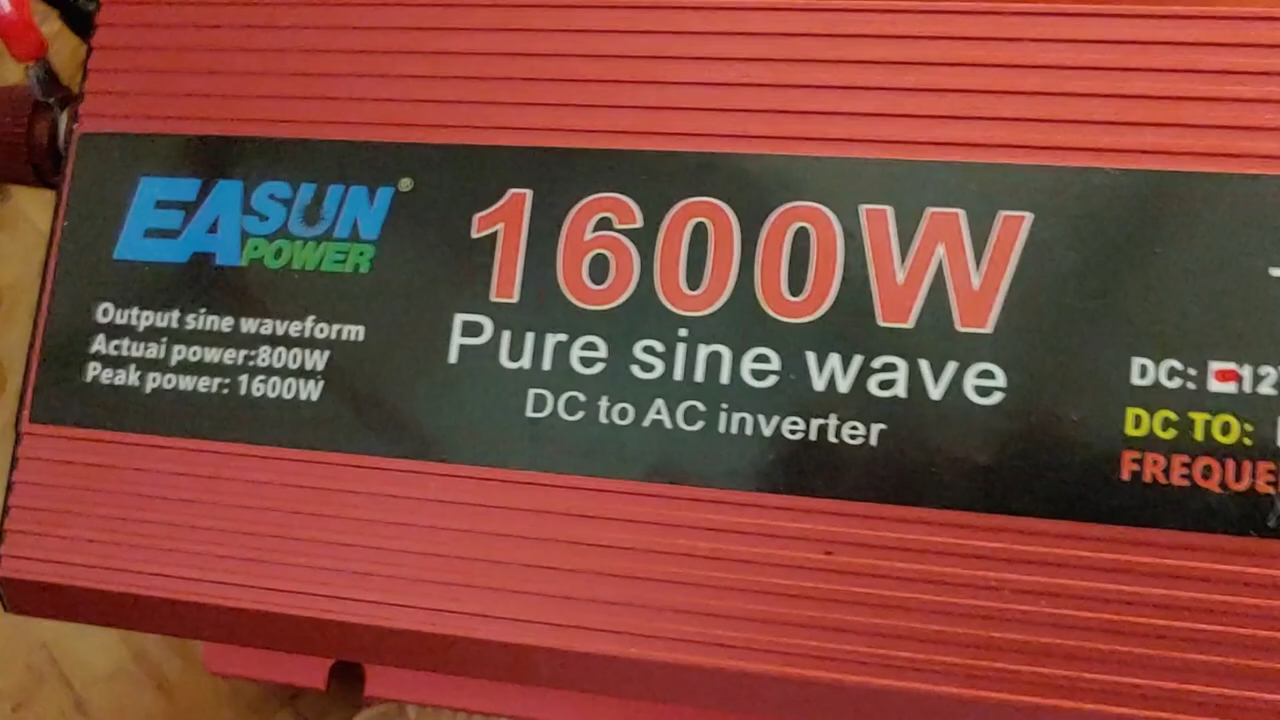 EASUN®
POWER
Output sine waveform
Actuai power:800W
Peak power: 1600W
1600W
Pure sine wave
DC to AC inverter
DC: 12
DC TO:
FREQUE